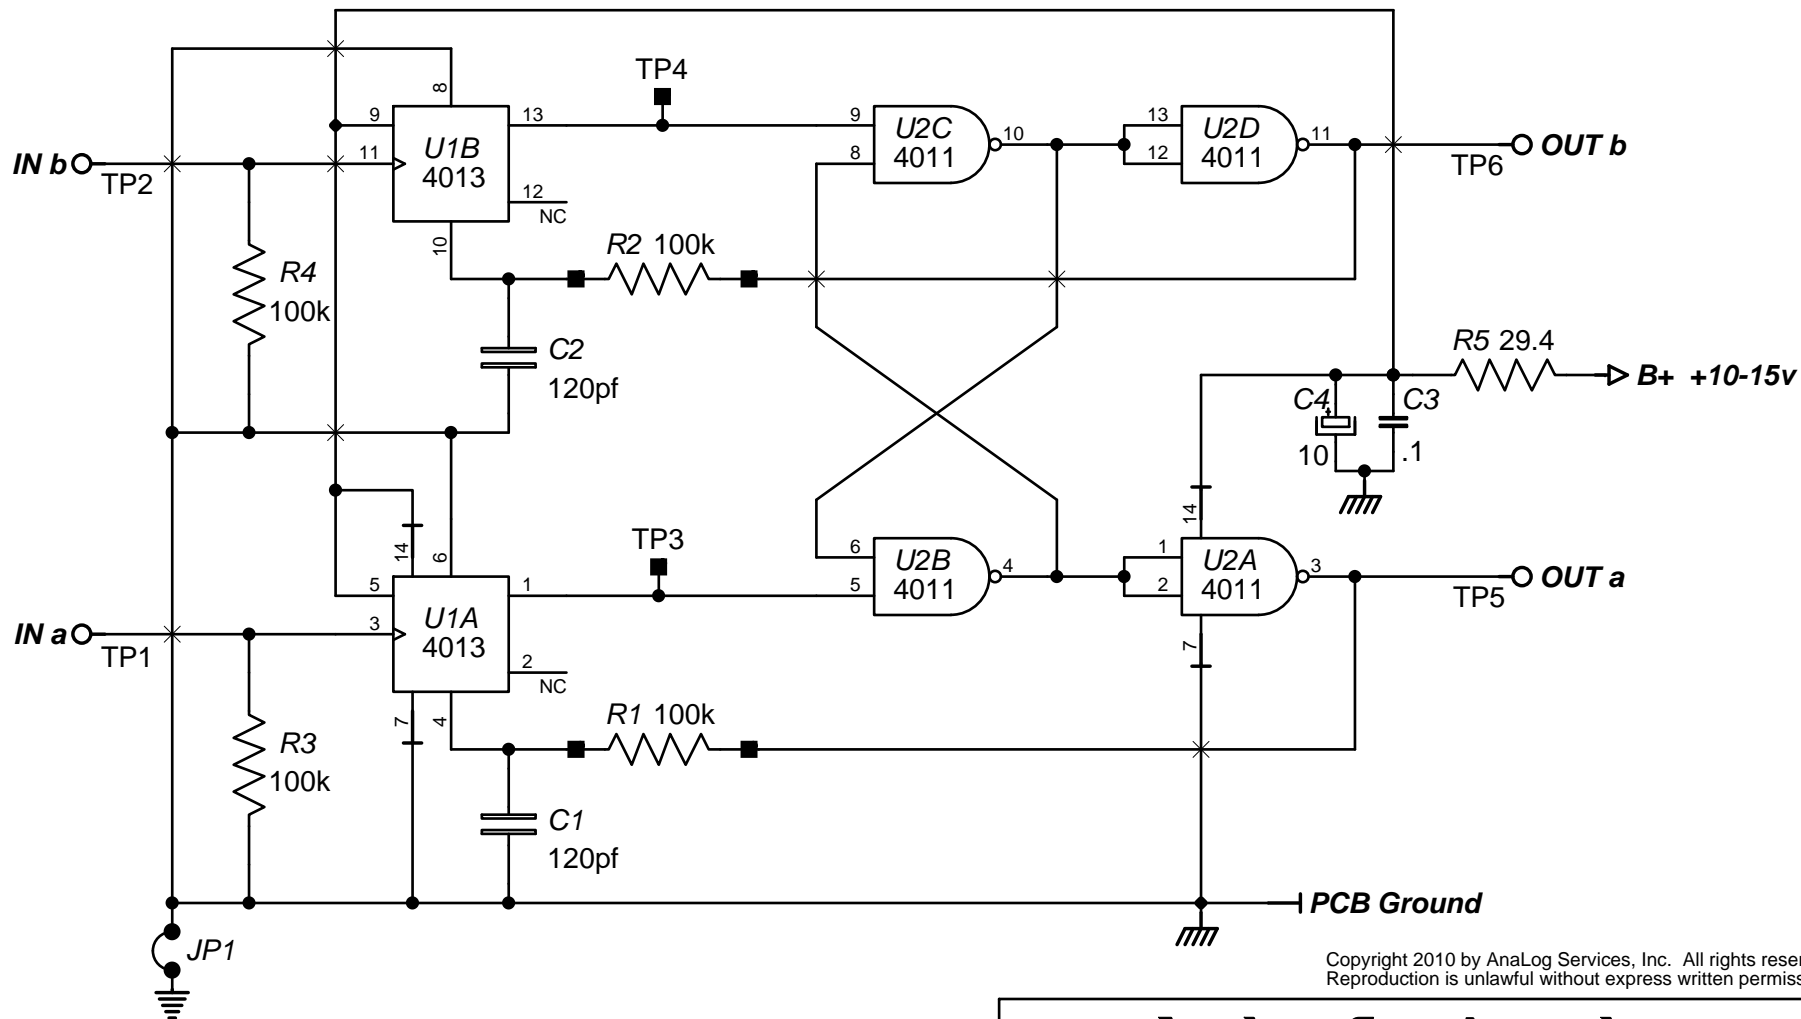 TP4
8
9
13
9
U2C
4011
10
13
U2D
4011
11
IN b
TP2
11
U1B
4013
8
12
OUT b
TP6
12
NC
10
R2 100k
R4
100k
C2
120pf
R5 29.4
B+ +10-15v
C4
+
10
C3
.1
14
6
TP3
14
5
1
6
U2B
4011
4
1
U2A
4011
3
OUT a
TP5
5
2
IN a
TP1
3
U1A
4013
2
NC
7
7
4
R1 100k
R3
100k
C1
120pf
PCB Ground
JP1
Copyright 2010 by AnaLog Services, Inc. All rights reser
Reproduction is unlawful without express written permiss